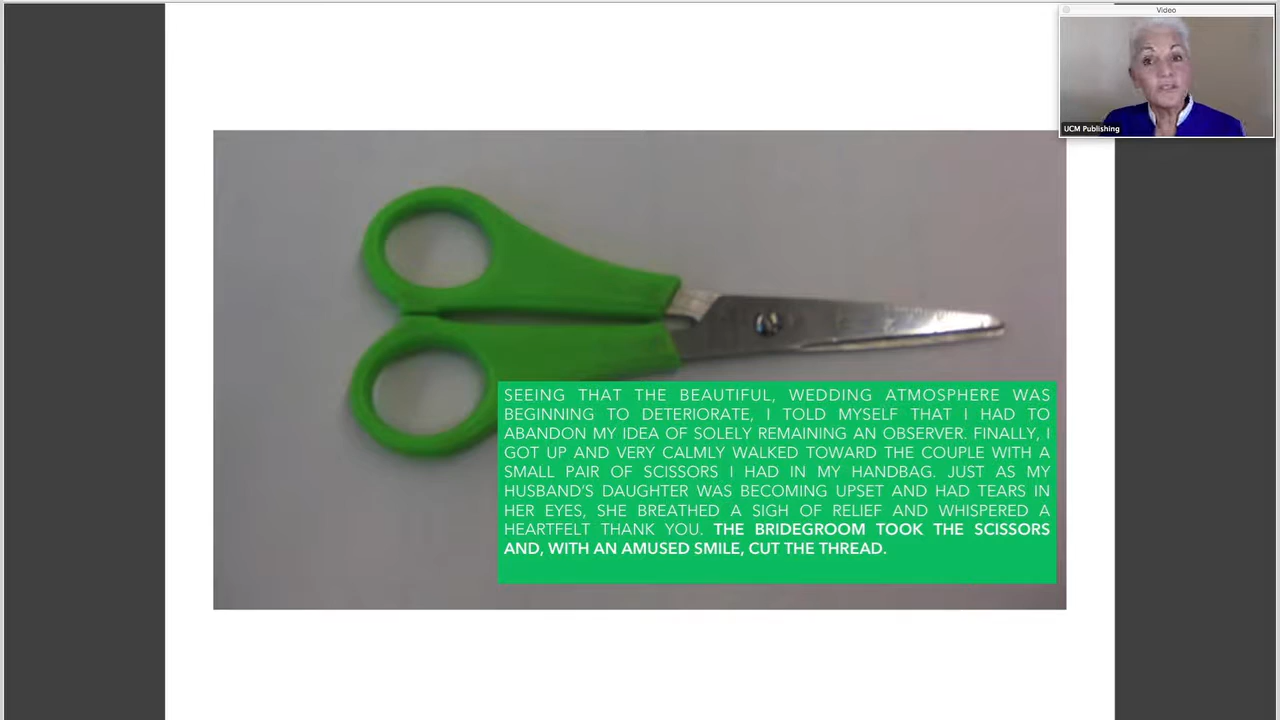 Video
UCM Publishing
SEEING THAT THE BEAUTIFUL, WEDDING ATMOSPHERE WAS
BEGINNING TO DETERIORATE, I TOLD MYSELF THAT I HAD TO
ABANDON MY IDEA OF SOLELY REMAINING AN OBSERVER. FINALLY, I
GOT UP AND VERY CALMLY WALKED TOWARD THE COUPLE WITH A
SMALL PAIR OF SCISSORS I HAD IN MY HANDBAG. JUST AS MY
HUSBAND'S DAUGHTER WAS BECOMING UPSET AND HAD TEARS IN
HER EYES, SHE BREATHED A SIGH OF RELIEF AND WHISPERED A
HEARTFELT THANK YOU. THE BRIDEGROOM TOOK THE SCISSORS
AND, WITH AN AMUSED SMILE, CUT THE THREAD.